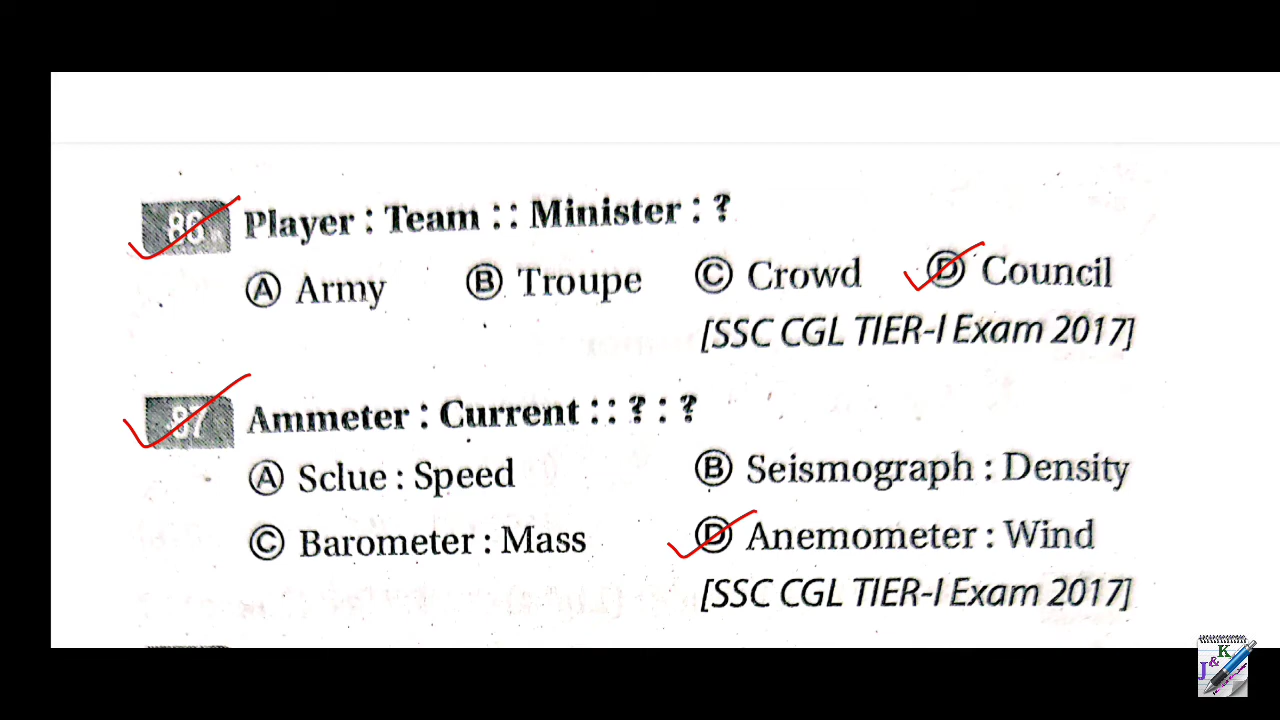 86 Player : Team : : Minister : ?
Ⓐ Army Ⓑ Troupe Ⓒ Crowd Ⓓ Council
[SSC CGL TIER-I Exam 2017]
87 Ammeter : Current : : ? : ?
Ⓐ Sclue : Speed Ⓑ Seismograph : Density
Ⓒ Barometer : Mass Ⓓ Anemometer : Wind
[SSC CGL TIER-I Exam 2017]
J&K